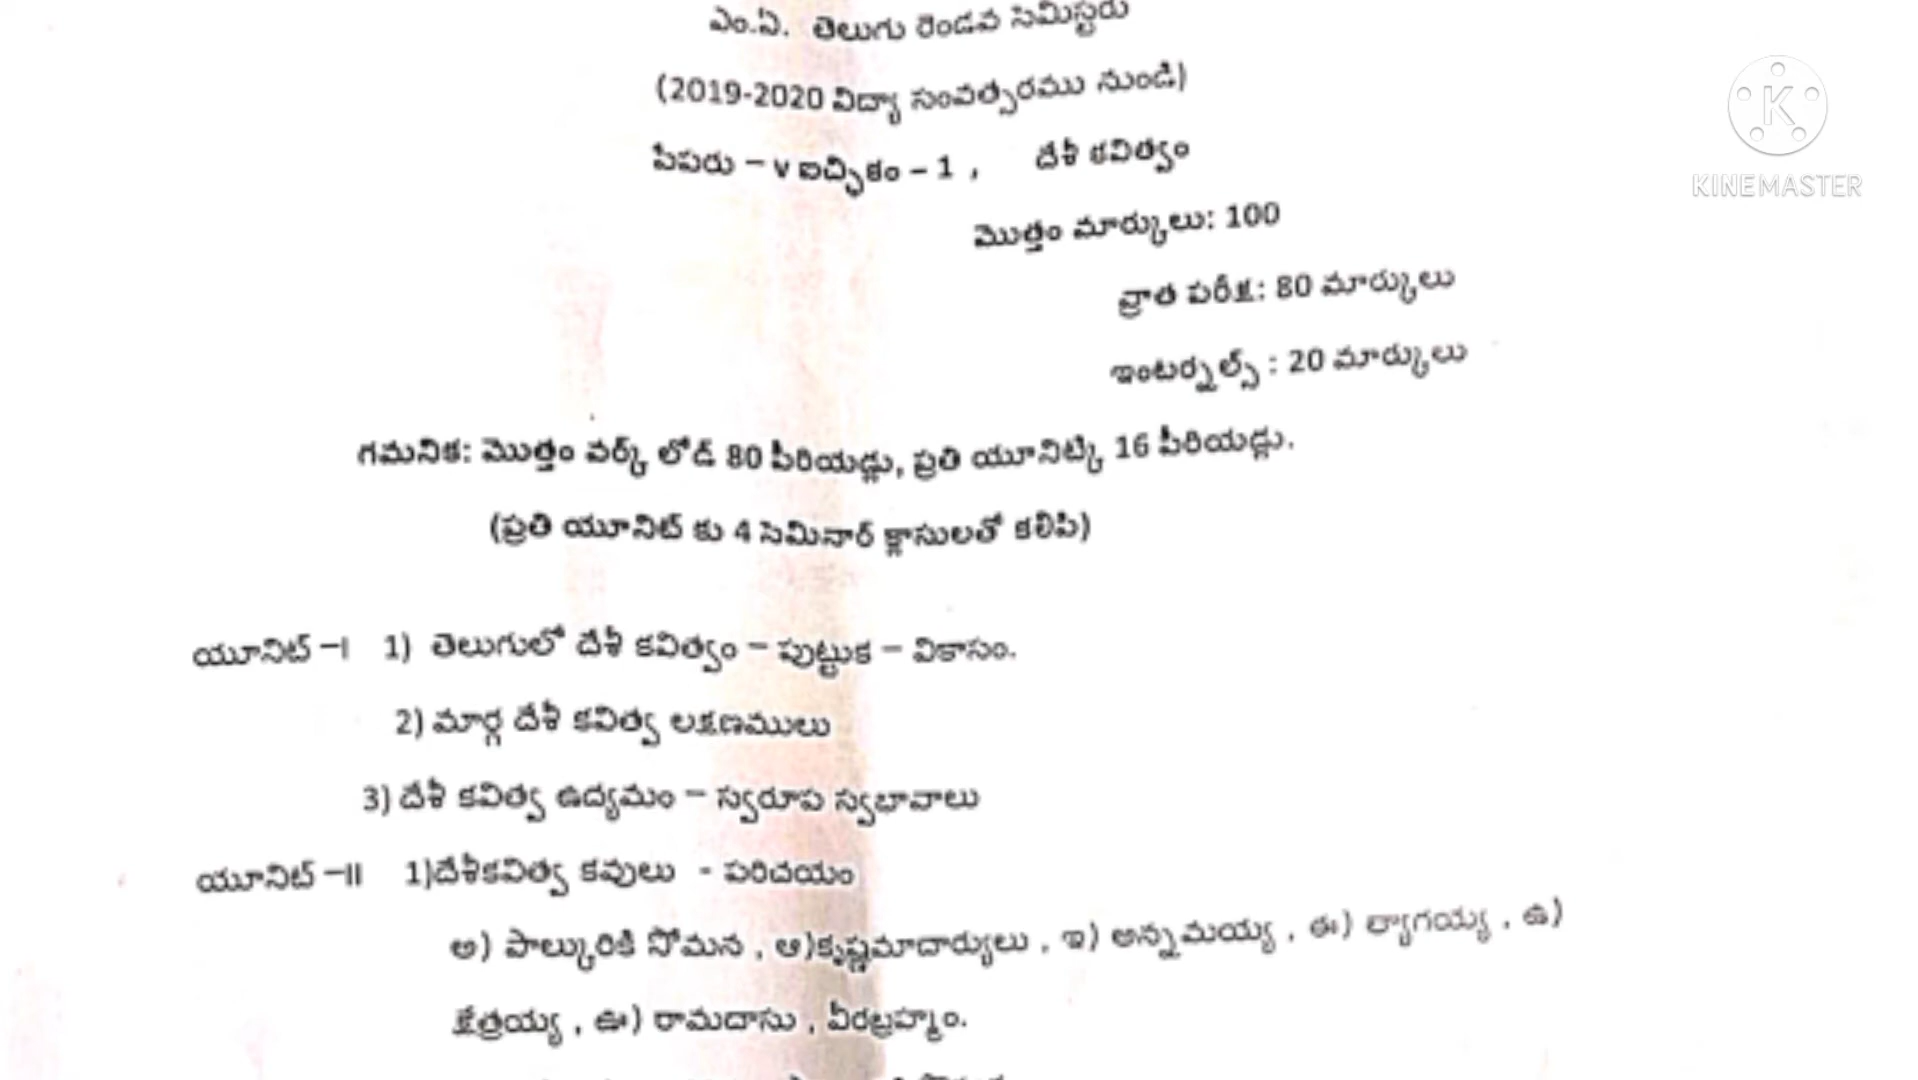 ఎం.ఏ. తెలుగు రెండవ సెమిస్టరు
(2019-2020 విద్యా సంవత్సరము నుండి)
పేపరు – v ఐచ్ఛికం – 1 , దేశీ కవిత్వం
మొత్తం మార్కులు: 100
వ్రాత పరీక్ష: 80 మార్కులు
ఇంటర్నల్స్ : 20 మార్కులు
గమనిక: మొత్తం వర్క్ లోడ్ 80 పీరియడ్లు, ప్రతి యూనిట్కి 16 పీరియడ్లు.
(ప్రతి యూనిట్ కు 4 సెమినార్ క్లాసులతో కలిపి)
యూనిట్ –I 1) తెలుగులో దేశీ కవిత్వం – పుట్టుక – వికాసం.
2) మార్గ దేశీ కవిత్వ లక్షణములు
3) దేశీ కవిత్వ ఉద్యమం – స్వరూప స్వభావాలు
యూనిట్ –II 1)దేశీకవిత్వ కవులు - పరిచయం
అ) పాల్కురికి సోమన , ఆ)కృష్ణమాచార్యులు , ఇ) అన్నమయ్య , ఈ) త్యాగయ్య , ఉ)
క్షేత్రయ్య , ఊ) రామదాసు , వీరబ్రహ్మం.
KINEMASTER